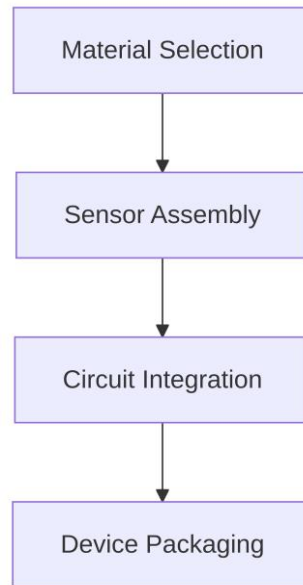 Material Selection
Sensor Assembly
Circuit Integration
Device Packaging